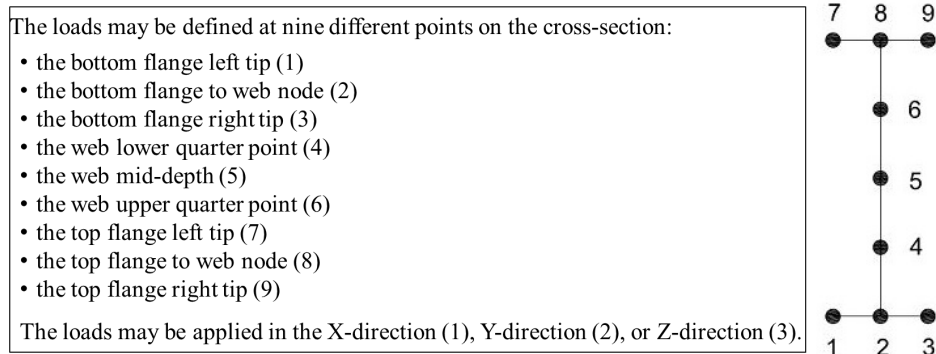 The loads may be defined at nine different points on the cross-section:
• the bottom flange left tip (1)
• the bottom flange to web node (2)
• the bottom flange right tip (3)
• the web lower quarter point (4)
• the web mid-depth (5)
• the web upper quarter point (6)
• the top flange left tip (7)
• the top flange to web node (8)
• the top flange right tip (9)
The loads may be applied in the X-direction (1), Y-direction (2), or Z-direction (3).
7 8 9
6
5
4
1 2 3